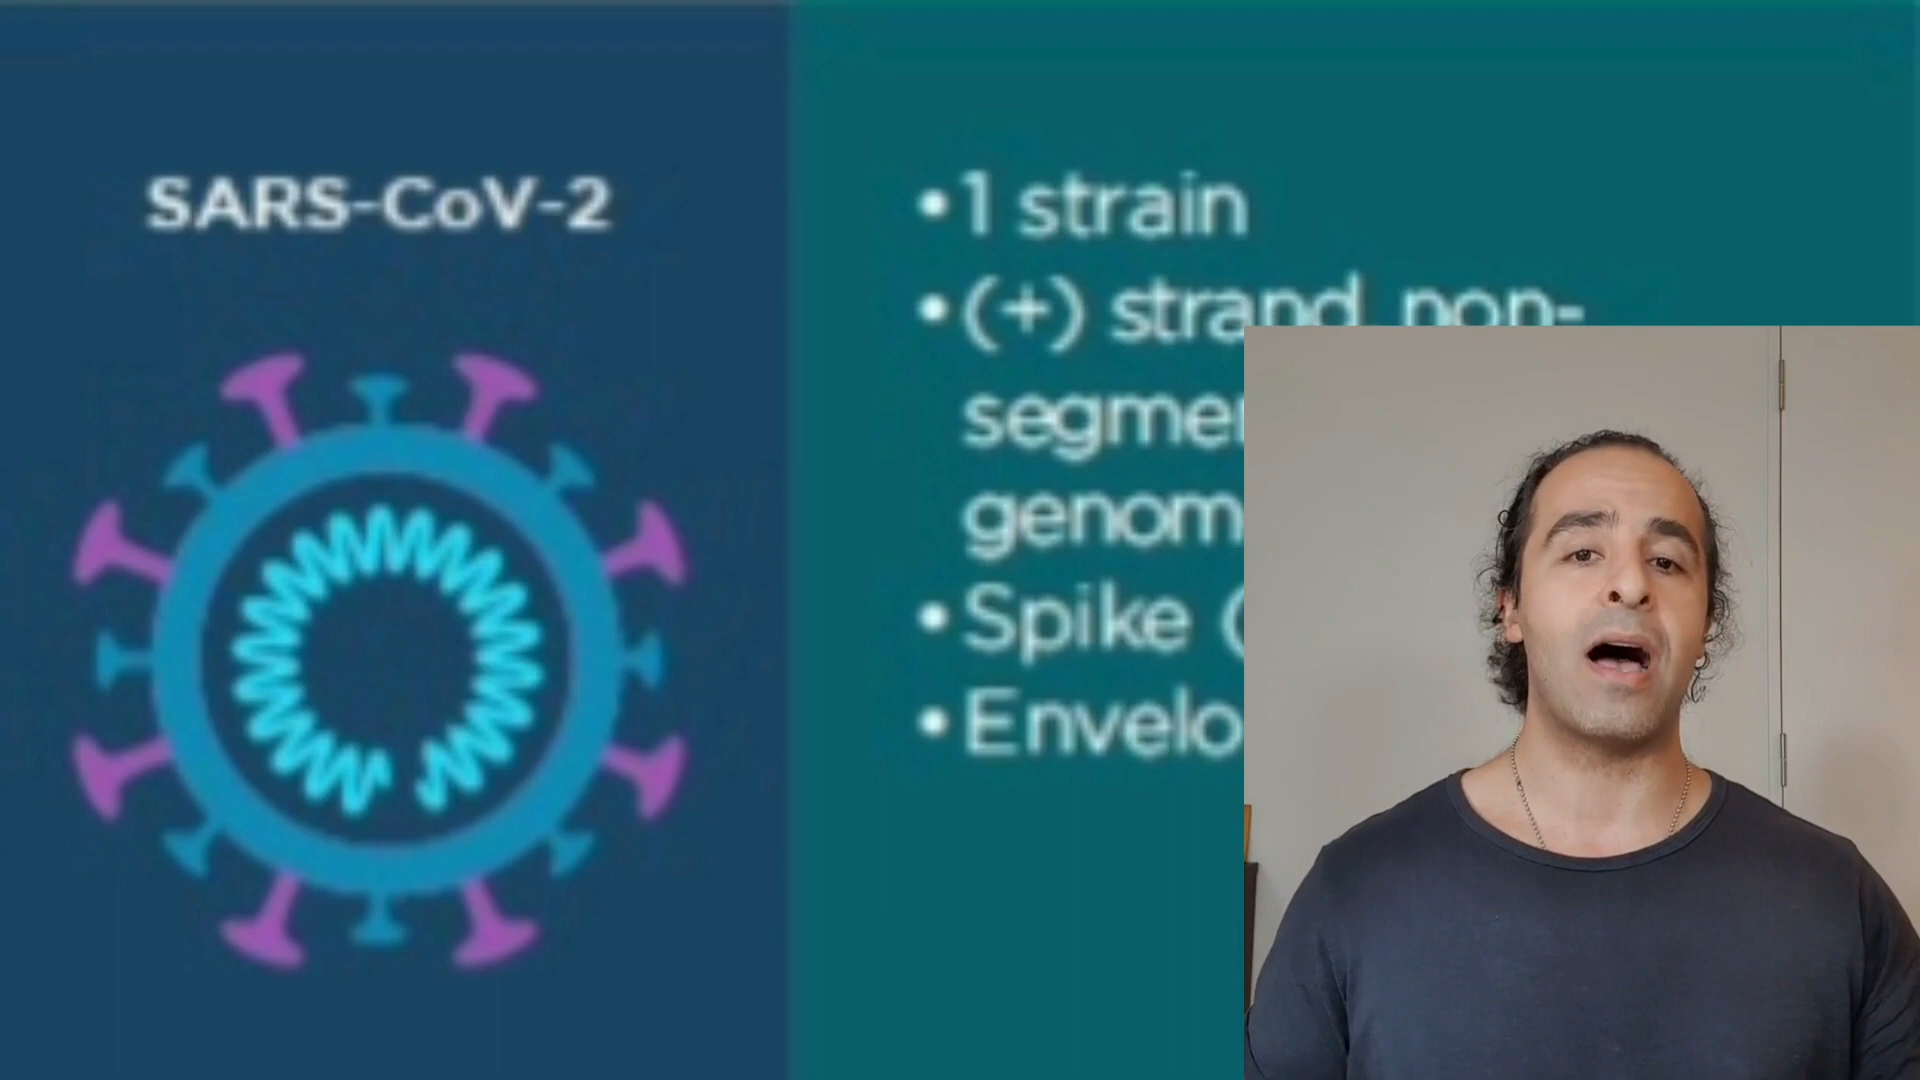 SARS-CoV-2
•1 strain
•(+) strand, non-
segmen
genom
•Spike (
•Envelo